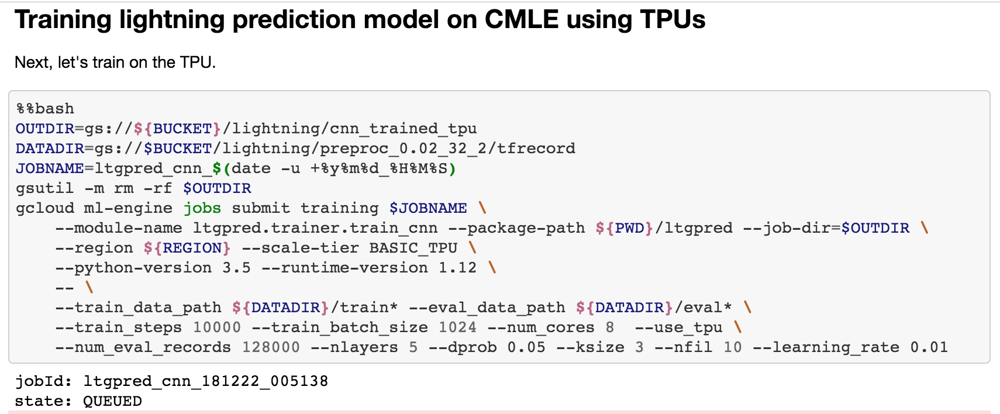 Training lightning prediction model on CMLE using TPUs
Next, let's train on the TPU.
%%bash
OUTDIR=gs://${BUCKET}/lightning/cnn_trained_tpu
DATADIR=gs://$BUCKET/lightning/preproc_0.02_32_2/tfrecord
JOBNAME=ltgpred_cnn_$(date -u +%y%m%d_%H%M%S)
gsutil -m rm -rf $OUTDIR
gcloud ml-engine jobs submit training $JOBNAME \
    --module-name ltgpred.trainer.train_cnn --package-path ${PWD}/ltgpred --job-dir=$OUTDIR \
    --region ${REGION} --scale-tier BASIC_TPU \
    --python-version 3.5 --runtime-version 1.12 \
    -- \
    --train_data_path ${DATADIR}/train* --eval_data_path ${DATADIR}/eval* \
    --train_steps 10000 --train_batch_size 1024 --num_cores 8  --use_tpu \
    --num_eval_records 128000 --nlayers 5 --dprob 0.05 --ksize 3 --nfil 10 --learning_rate 0.01
jobId: ltgpred_cnn_181222_005138
state: QUEUED